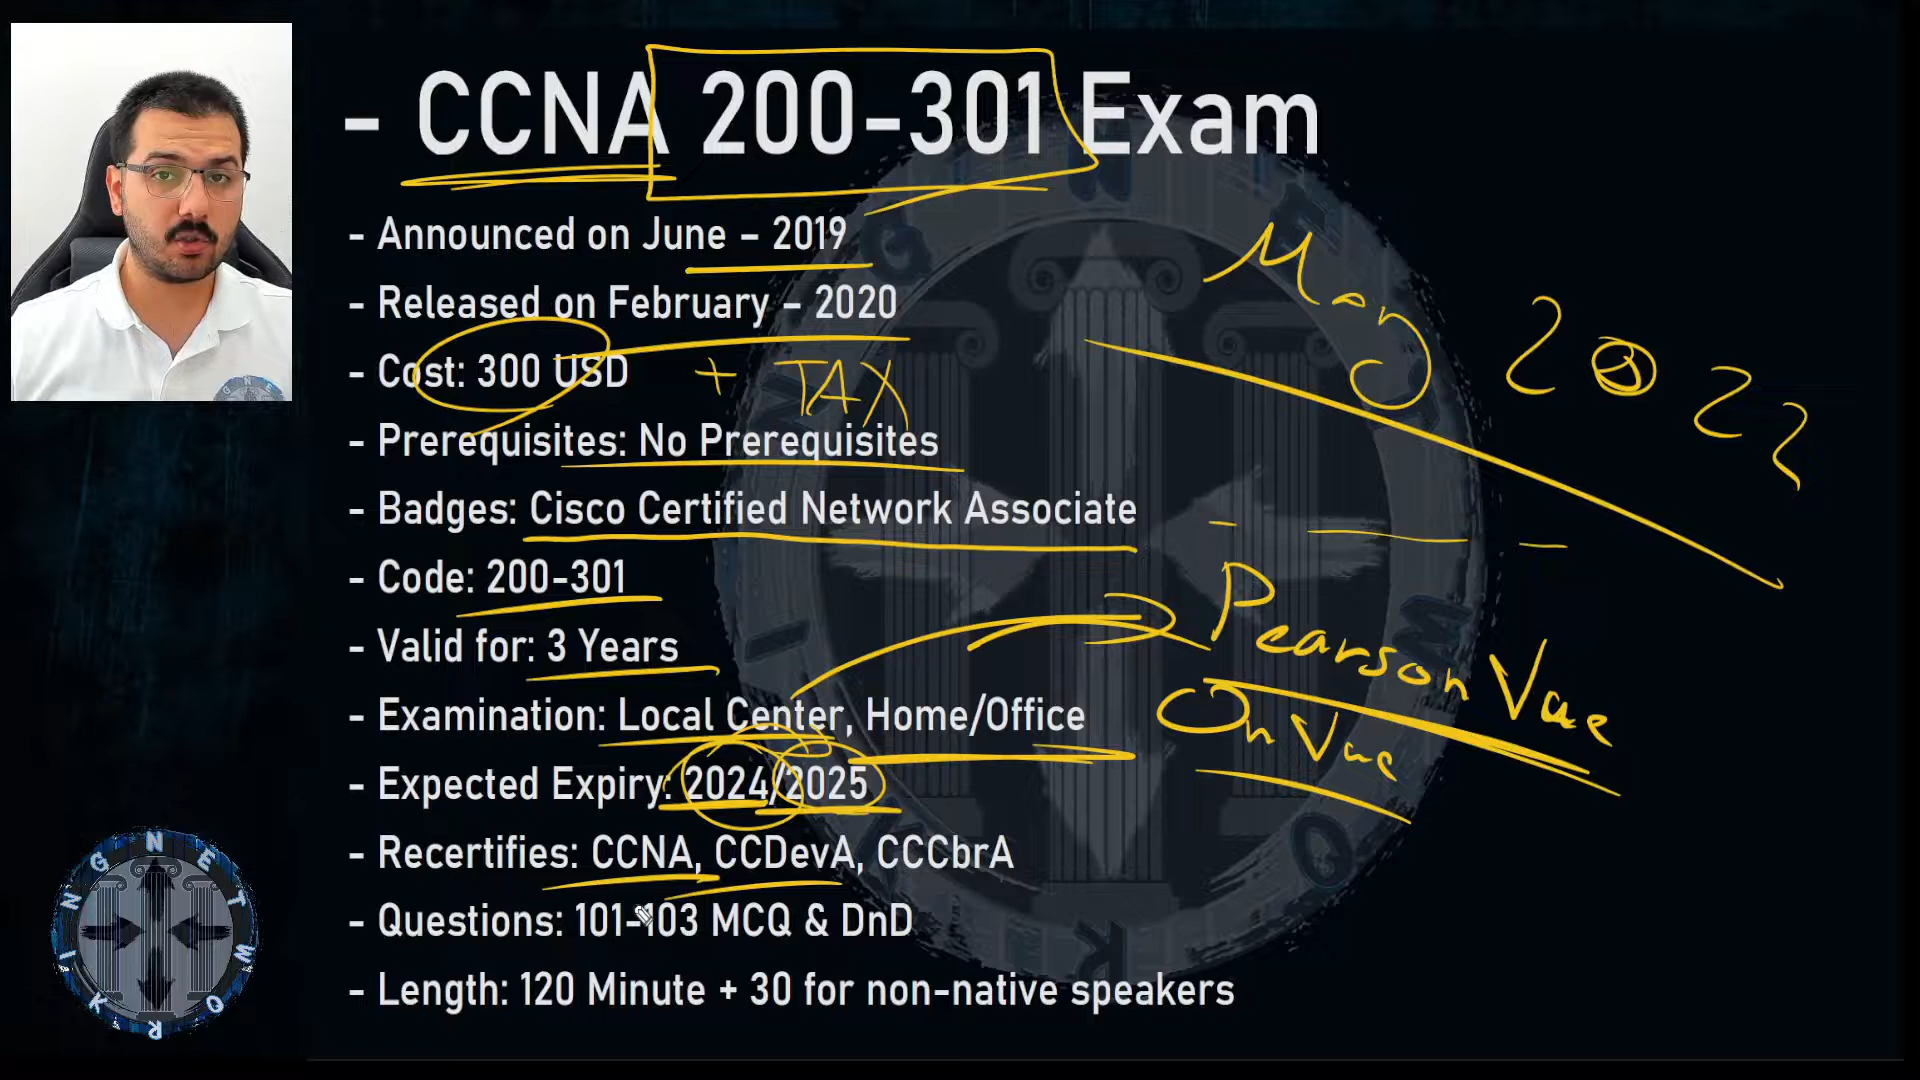 - CCNA 200-301 Exam
- Announced on June – 2019
- Released on February – 2020
- Cost: 300 USD + TAX
- Prerequisites: No Prerequisites
- Badges: Cisco Certified Network Associate
- Code: 200-301
- Valid for: 3 Years
- Examination: Local Center, Home/Office
- Expected Expiry: 2024/2025
- Recertifies: CCNA, CCDevA, CCCbrA
- Questions: 101-103 MCQ & DnD
- Length: 120 Minute + 30 for non-native speakers
May 2022
Pearson Vue
OnVue
NETWORKING